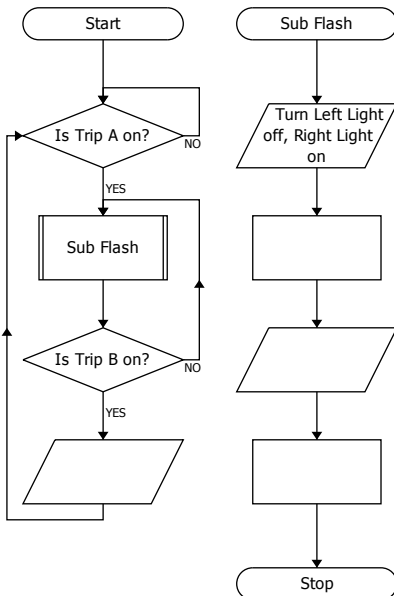 Start
Is Trip A on?
NO
YES
Sub Flash
Is Trip B on?
NO
YES
Sub Flash
Turn Left Light
off, Right Light
on
Stop